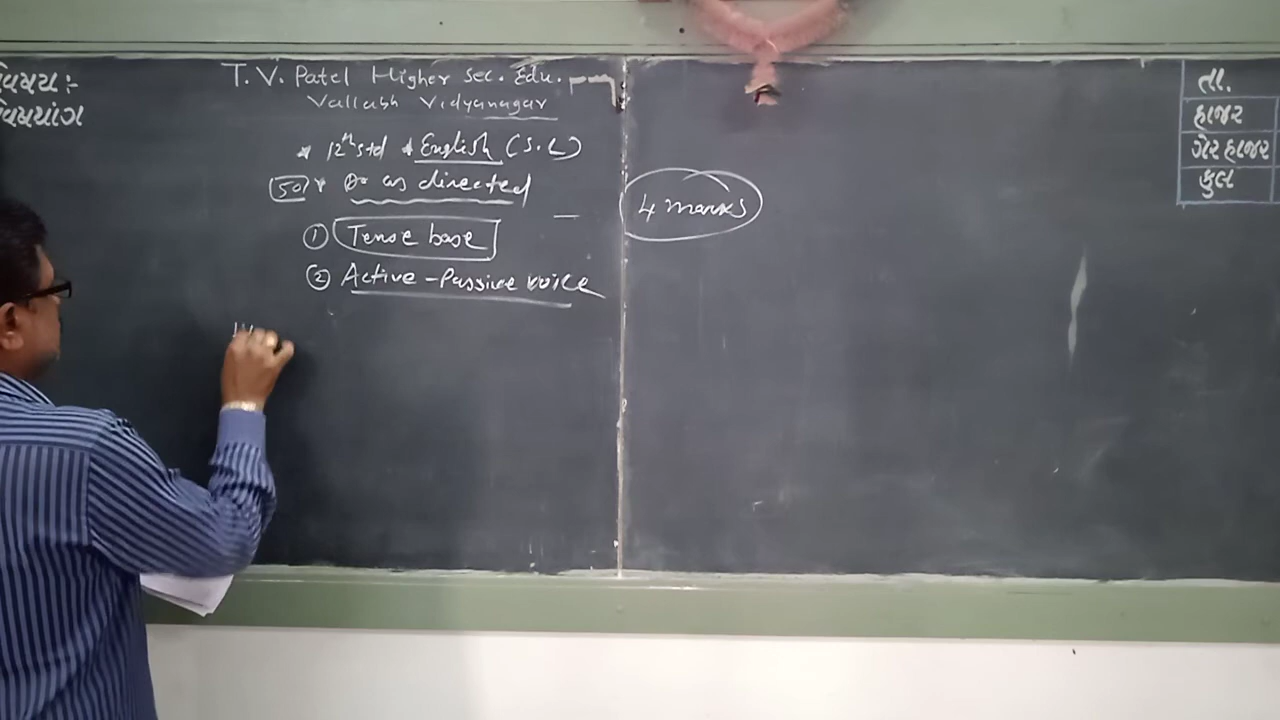 વિષય :-
વિષયાંગ
T. V. Patel Higher Sec. Edu.
Vallabh Vidyanagar
* 12th std * English (S.L)
* Do as directed
4 marks
① Tense base
② Active - Passive voice
તા.
હાજર
ગેરહાજર
કુલ